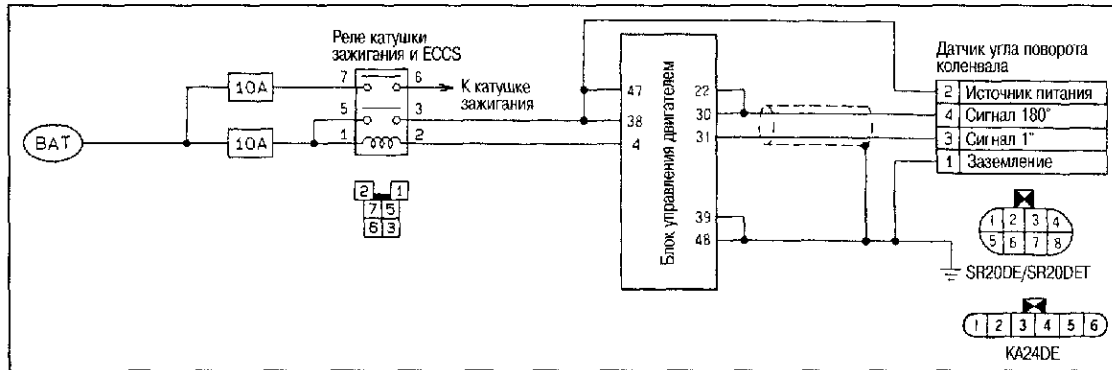 Реле катушки
зажигания и ECCS
10А
7
6
К катушке
зажигания
5
3
BAT
10А
1
2
2 1
7 5
6 3
Блок управления двигателем
47
38
4
22
30
31
39
48
Датчик угла поворота
коленвала
2 Источник питания
4 Сигнал 180°
3 Сигнал 1°
1 Заземление
1 2 3 4
5 6 7 8
SR20DE/SR20DET
1 2 3 4 5 6
KA24DE